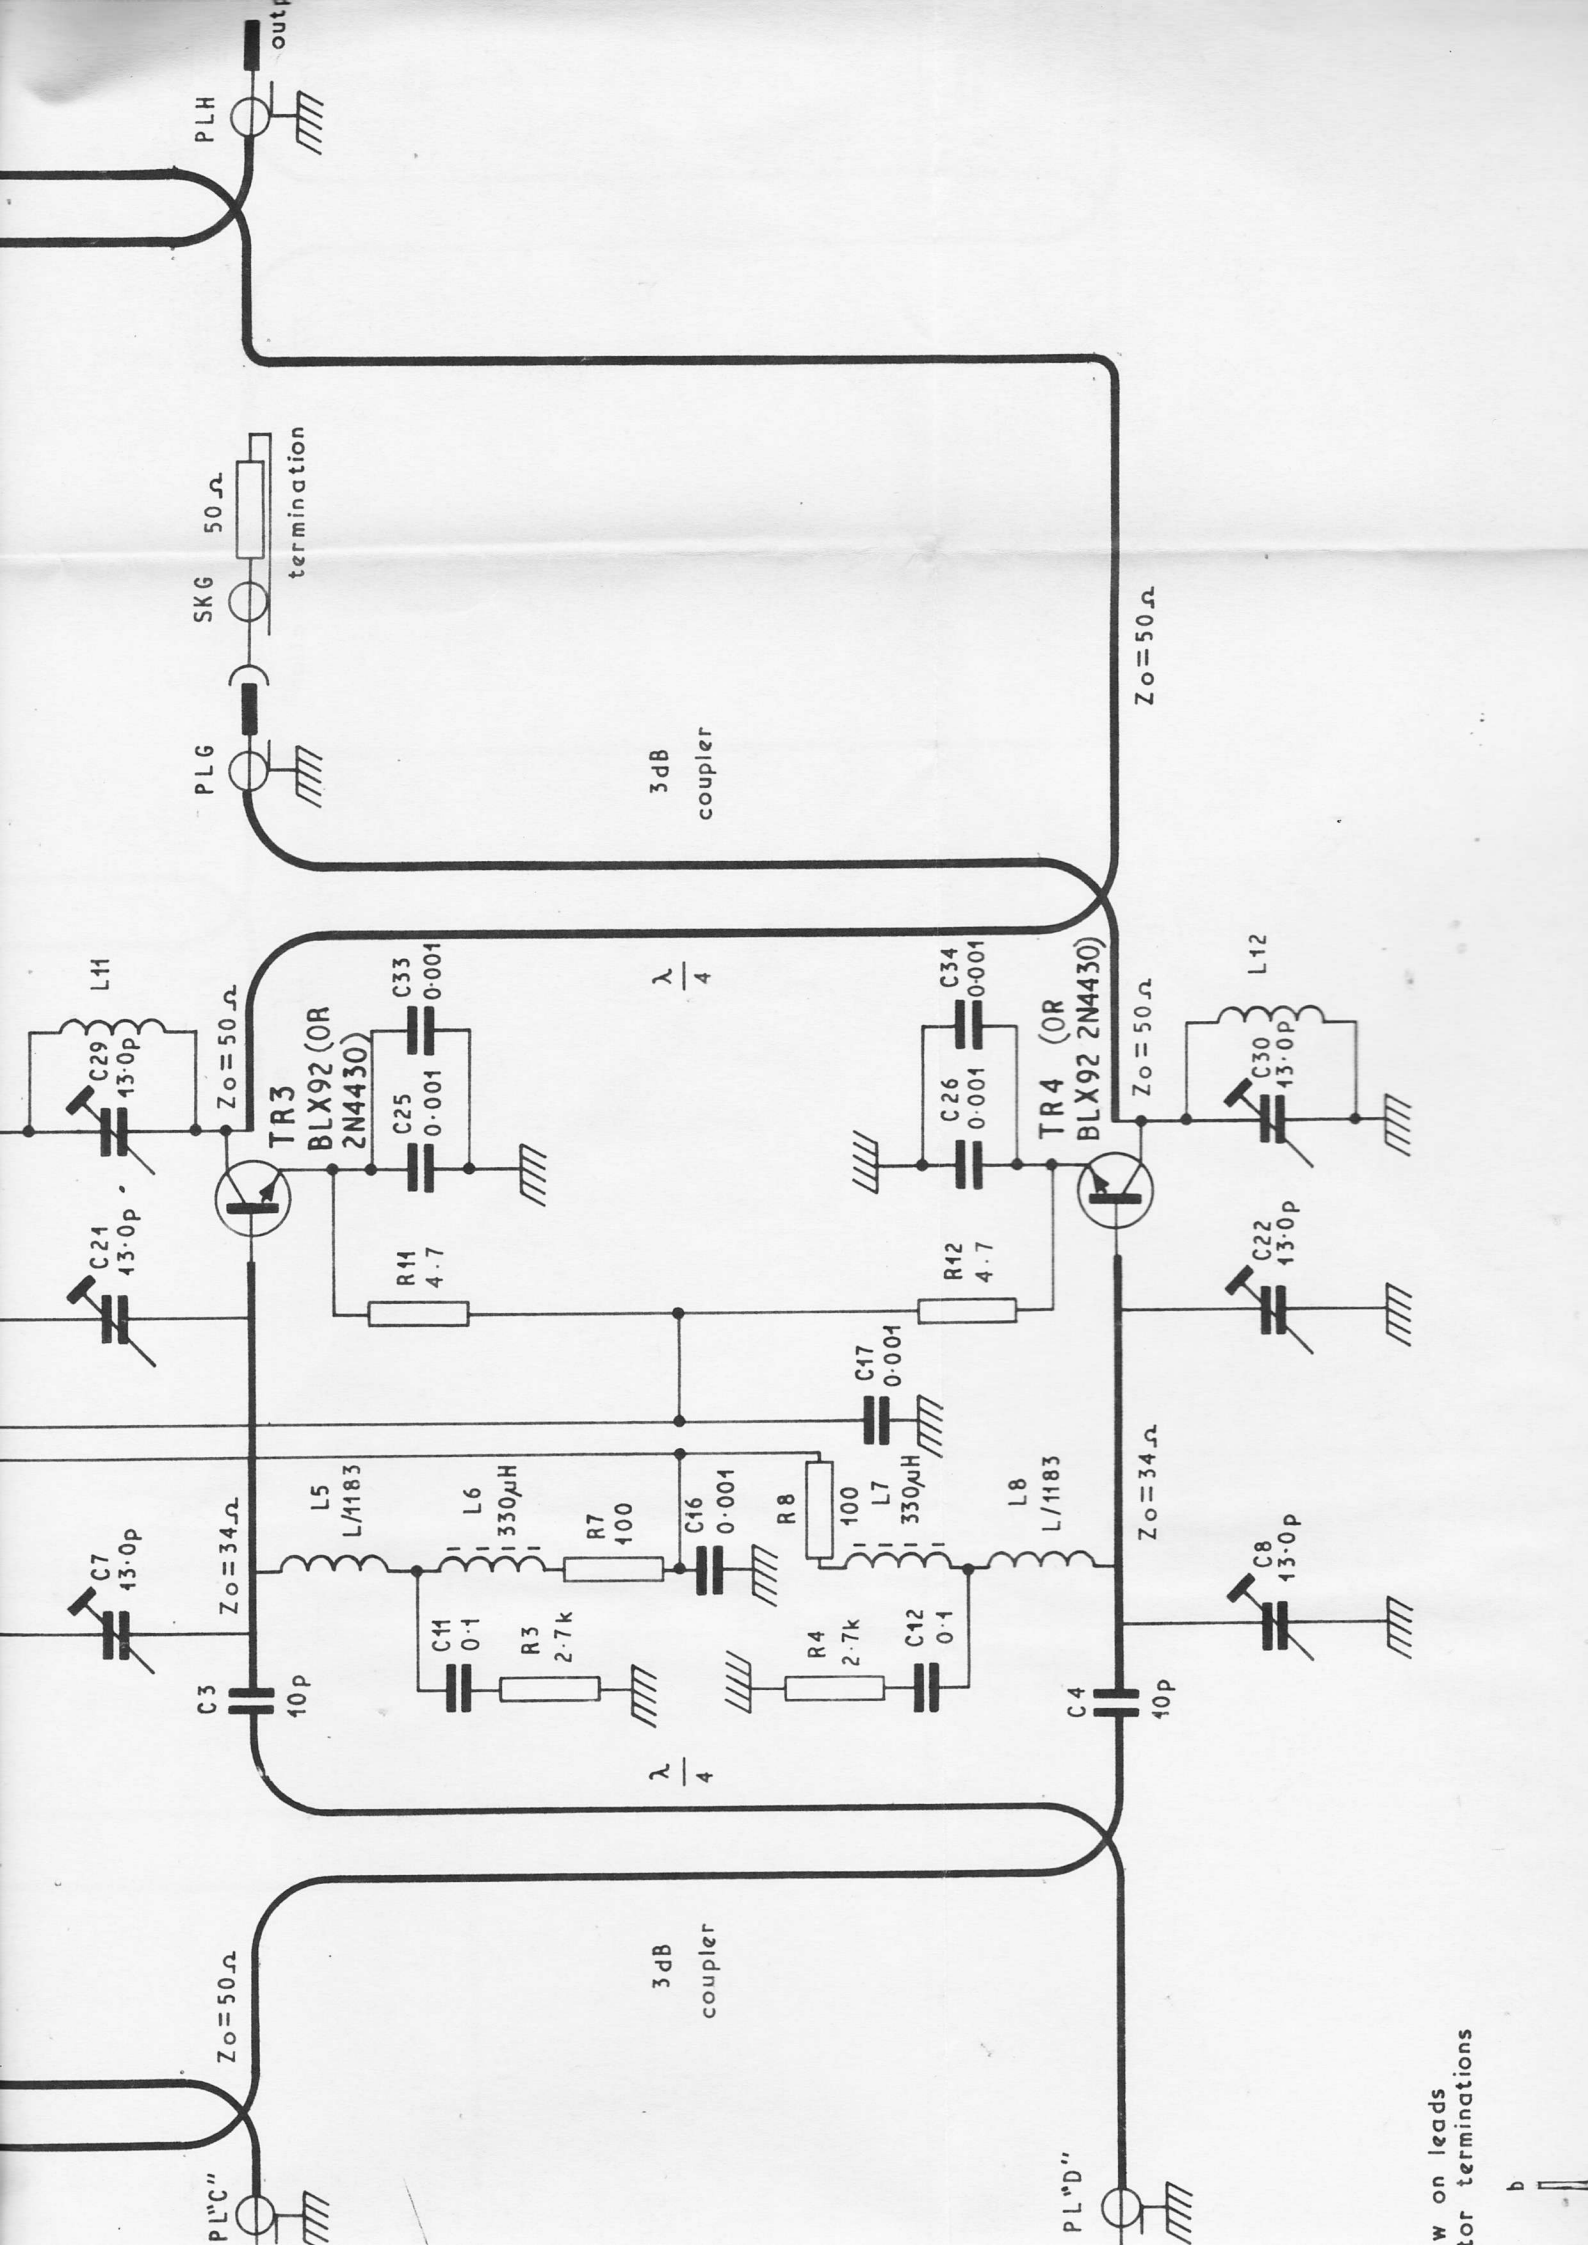 PLH
outp
50Ω
SKG
termination
PLG
3dB
coupler
Zo=50Ω
L11
C29
13·0p
Zo=50Ω
TR3
BLX92 (OR
2N4430)
C33
0·001
C25
0·001
λ
4
C34
0·001
C26
0·001
TR4 (OR
BLX92 2N4430)
Zo=50Ω
L12
C30
13·0p
C21
13·0p
R11
4.7
R12
4.7
C22
13·0p
C17
0·001
C7
13·0p
Zo=34Ω
L5
L/1183
L6
330µH
R7
100
C16
0·001
R8
100
L7
330µH
L8
L/1183
Zo=34Ω
C8
13·0p
C3
10p
C11
0·1
R3
2·7k
R4
2·7k
C12
0·1
C4
10p
λ
4
Zo=50Ω
3dB
coupler
PL"C"
PL"D"
w on leads
tor terminations
b